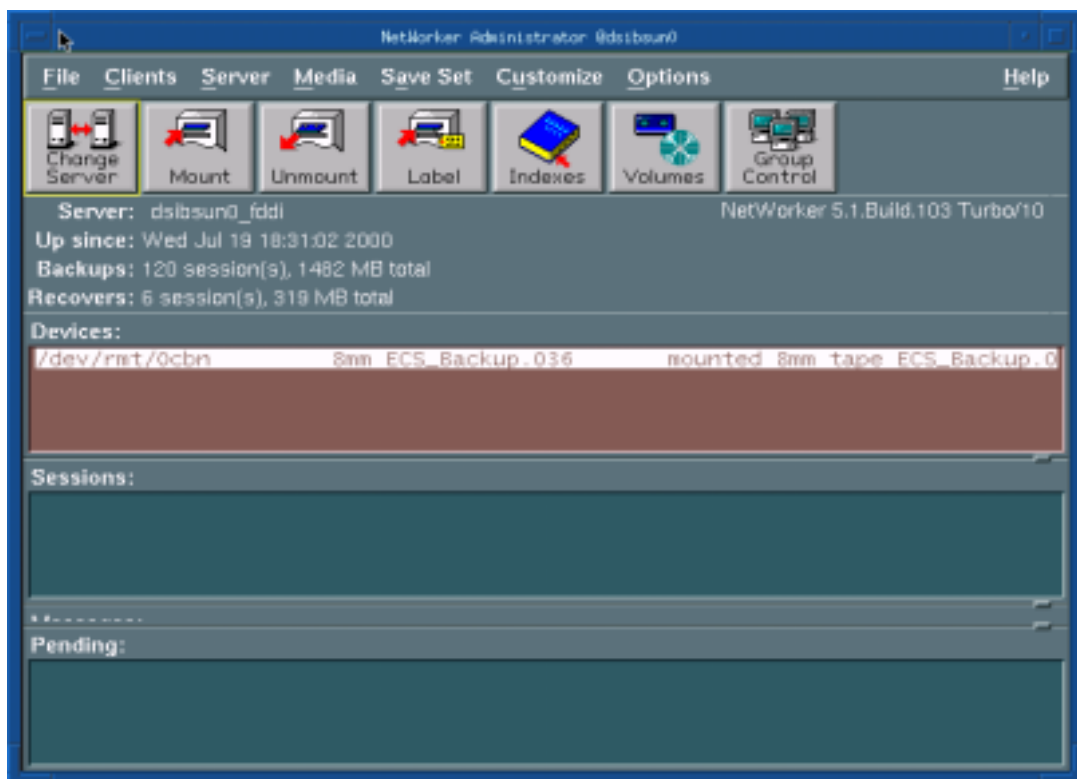 NetWorker Administrator @dsibsun0
File Clients Server Media Save Set Customize Options Help
Change Server
Mount
Unmount
Label
Indexes
Volumes
Group Control
Server: dsibsun0_fddi NetWorker 5.1.Build.103 Turbo/10
Up since: Wed Jul 19 18:31:02 2000
Backups: 120 session(s), 1482 MB total
Recovers: 6 session(s), 319 MB total
Devices:
/dev/rmt/0cbn 8mm ECS_Backup.036 mounted 8mm tape ECS_Backup.0
Sessions:
Pending: